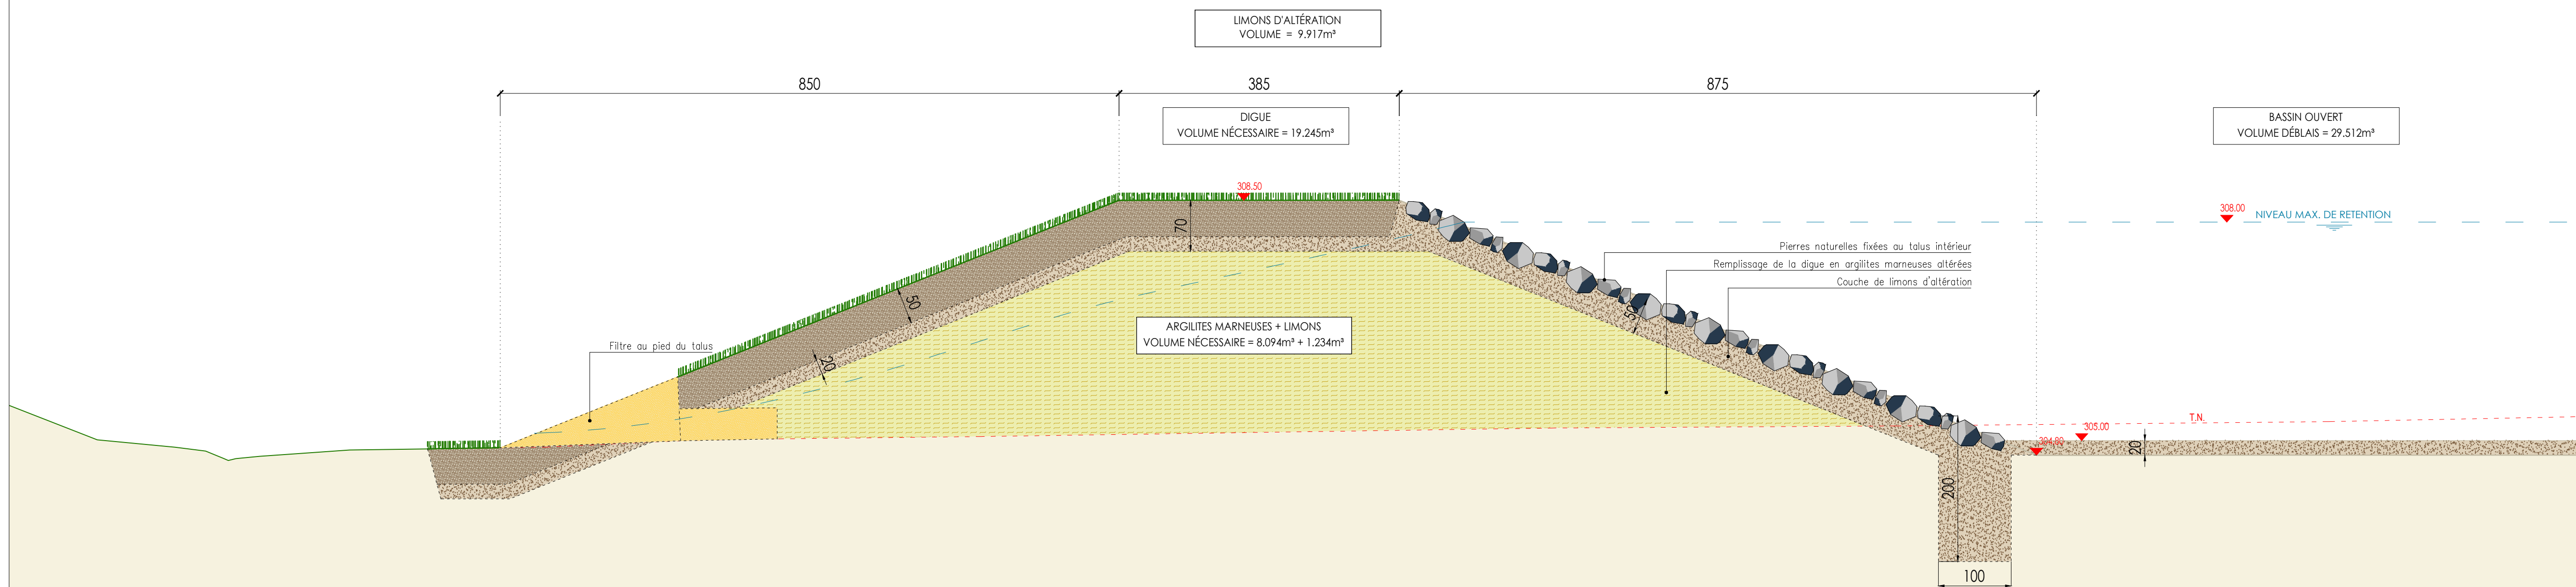 LIMONS D'ALTÉRATION
VOLUME = 9.917m³
850
385
875
DIGUE
VOLUME NÉCESSAIRE = 19.245m³
BASSIN OUVERT
VOLUME DÉBLAIS = 29.512m³
308.50
308.00
NIVEAU MAX. DE RETENTION
70
Pierres naturelles fixées au talus intérieur
Remplissage de la digue en argilites marneuses altérées
Couche de limons d'altération
50
50
ARGILITES MARNEUSES + LIMONS
VOLUME NÉCESSAIRE = 8.094m³ + 1.234m³
Filtre au pied du talus
20
T.N.
305.00
304.80
20
200
100